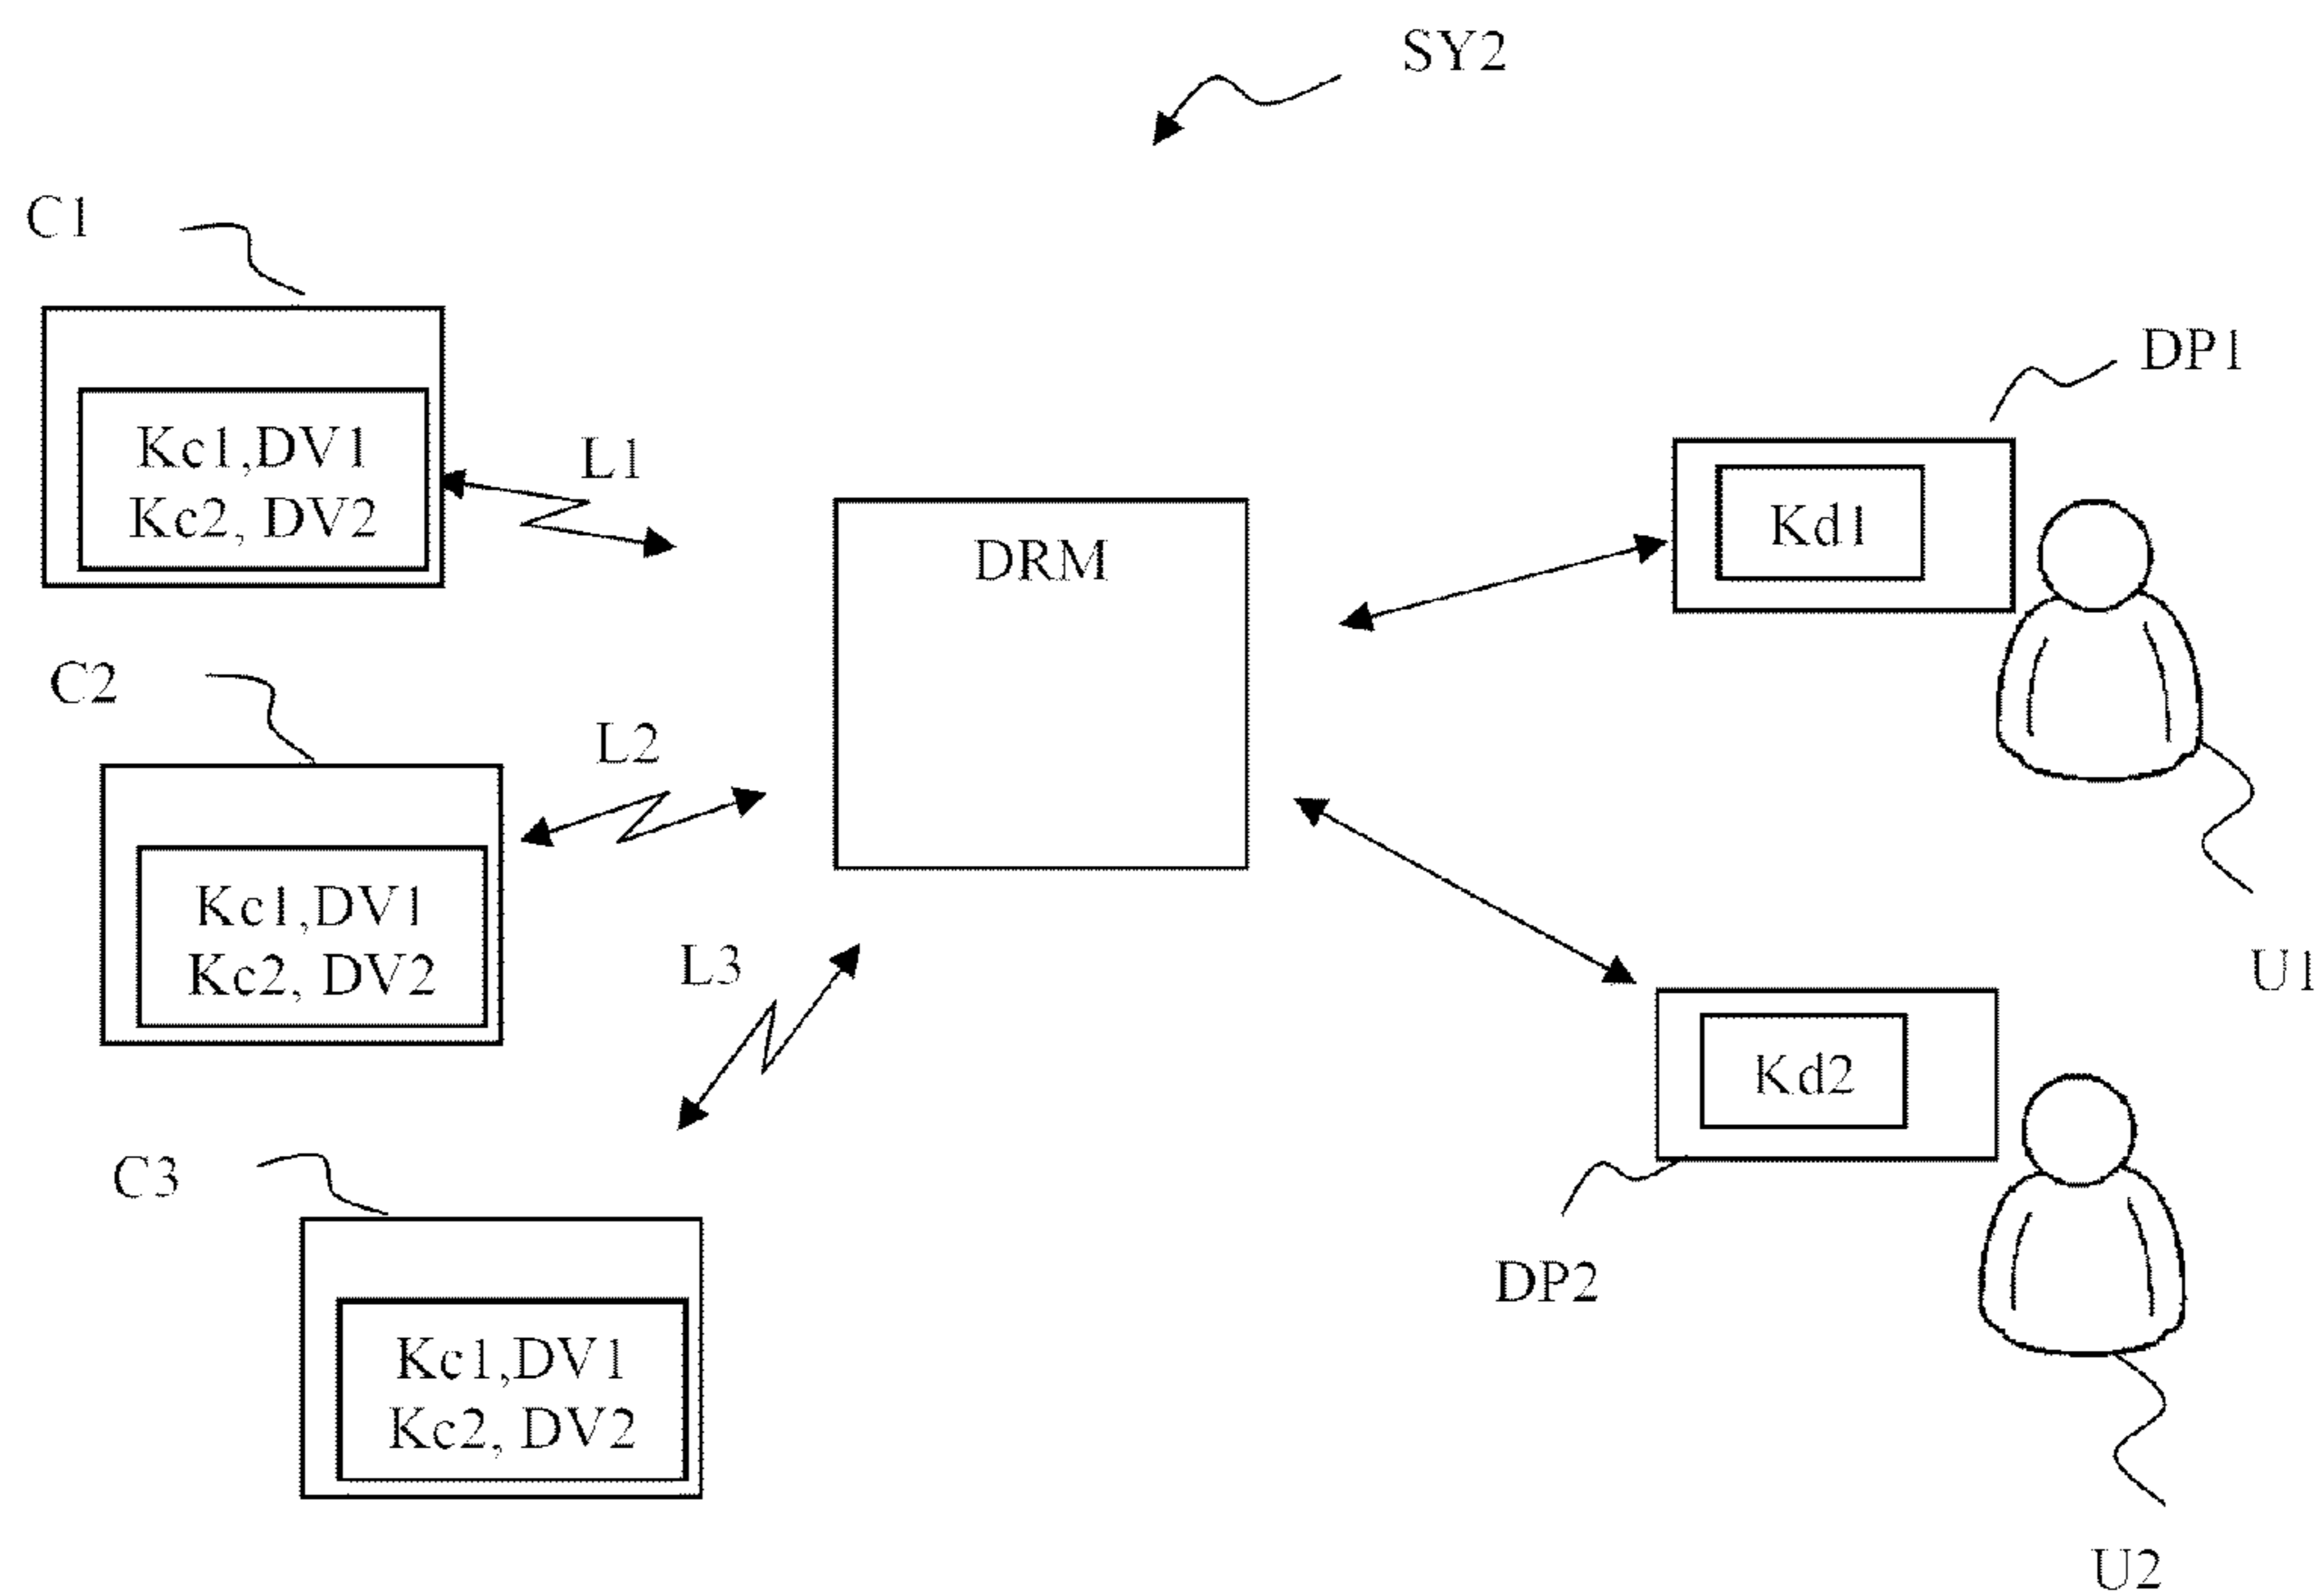 SY2
C1
Kc1,DV1
Kc2, DV2
L1
DRM
DP1
Kd1
C2
L2
Kc1,DV1
Kc2, DV2
L3
U1
Kd2
C3
DP2
Kc1,DV1
Kc2, DV2
U2